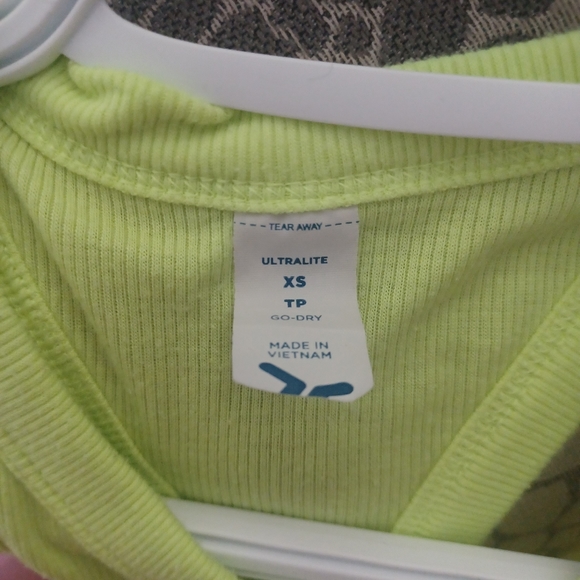 TEAR AWAY
ULTRALITE
XS
TP
GO-DRY
MADE IN
VIETNAM